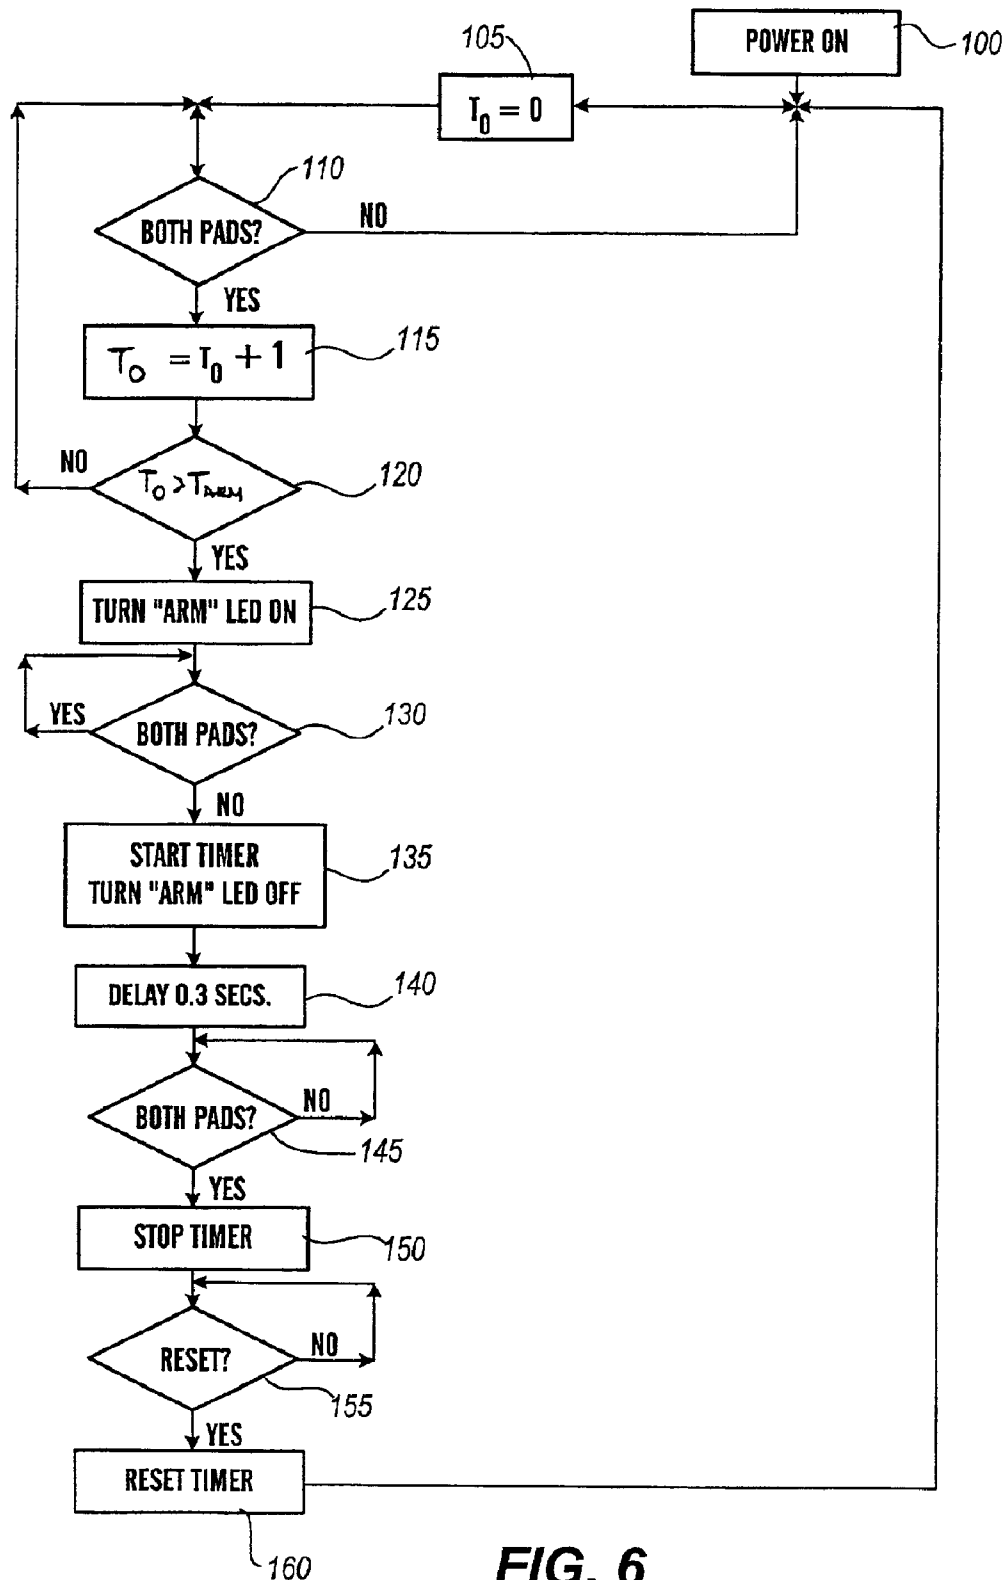 POWER ON
100
105
T₀ = 0
110
BOTH PADS?
NO
YES
115
T₀ = T₀ + 1
NO
120
T₀ > T_ARM
YES
TURN "ARM" LED ON
125
YES
BOTH PADS?
130
NO
START TIMER
TURN "ARM" LED OFF
135
DELAY 0.3 SECS.
140
BOTH PADS?
NO
145
YES
STOP TIMER
150
RESET?
NO
155
YES
RESET TIMER
160
FIG. 6